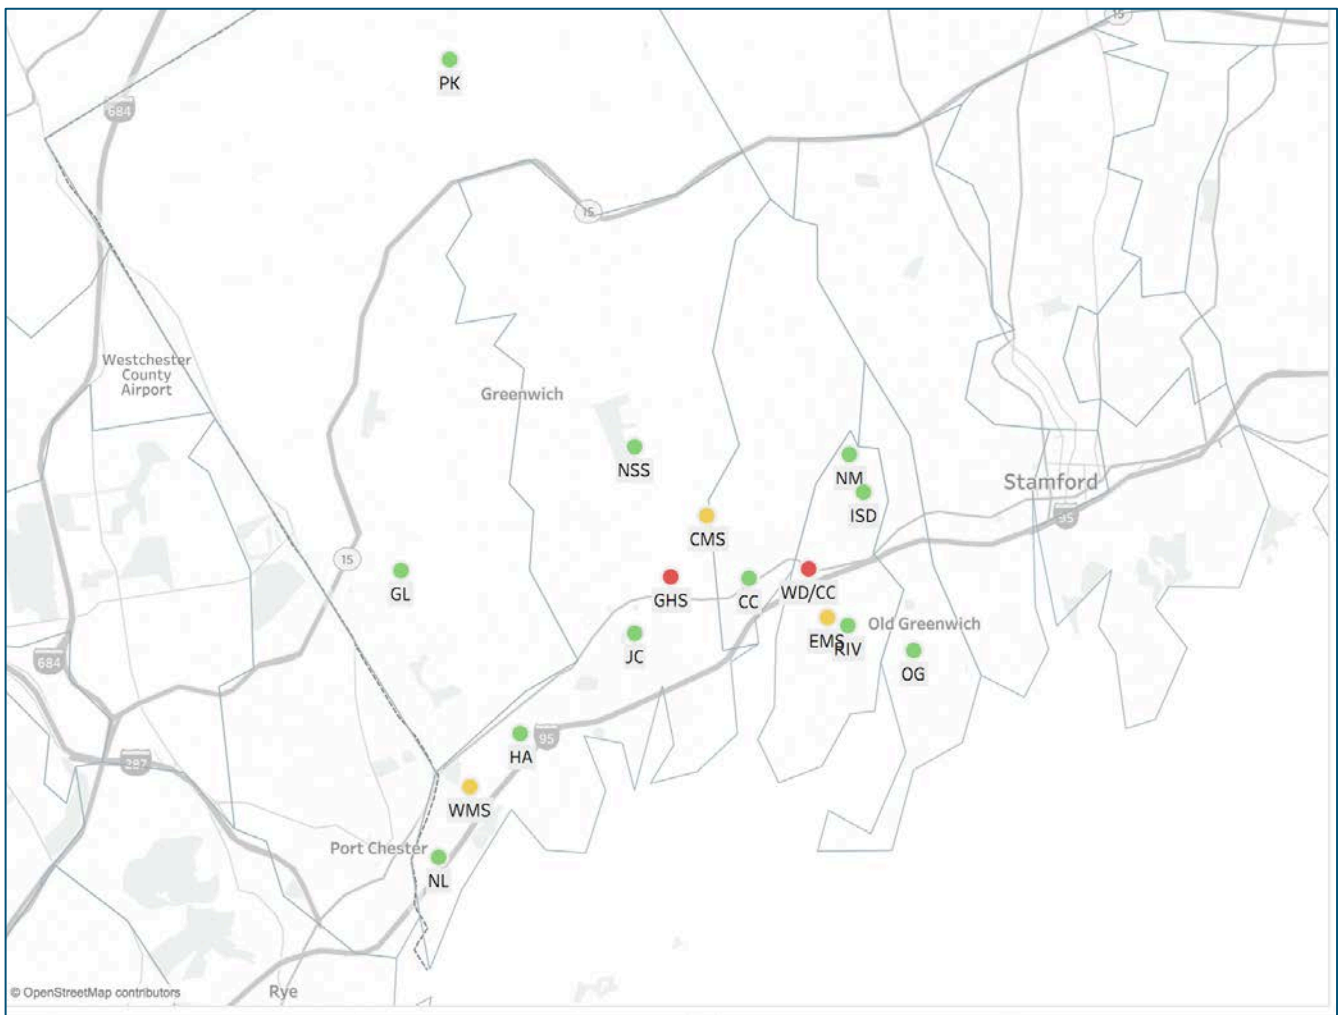 15
PK
684
15
Westchester
County
Airport
Greenwich
NSS
NM
Stamford
ISD
95
CMS
15
GL
GHS
CC
WD/CC
Old Greenwich
EMS
RIV
JC
684
OG
95
HA
287
WMS
Port Chester
NL
© OpenStreetMap contributors
Rye